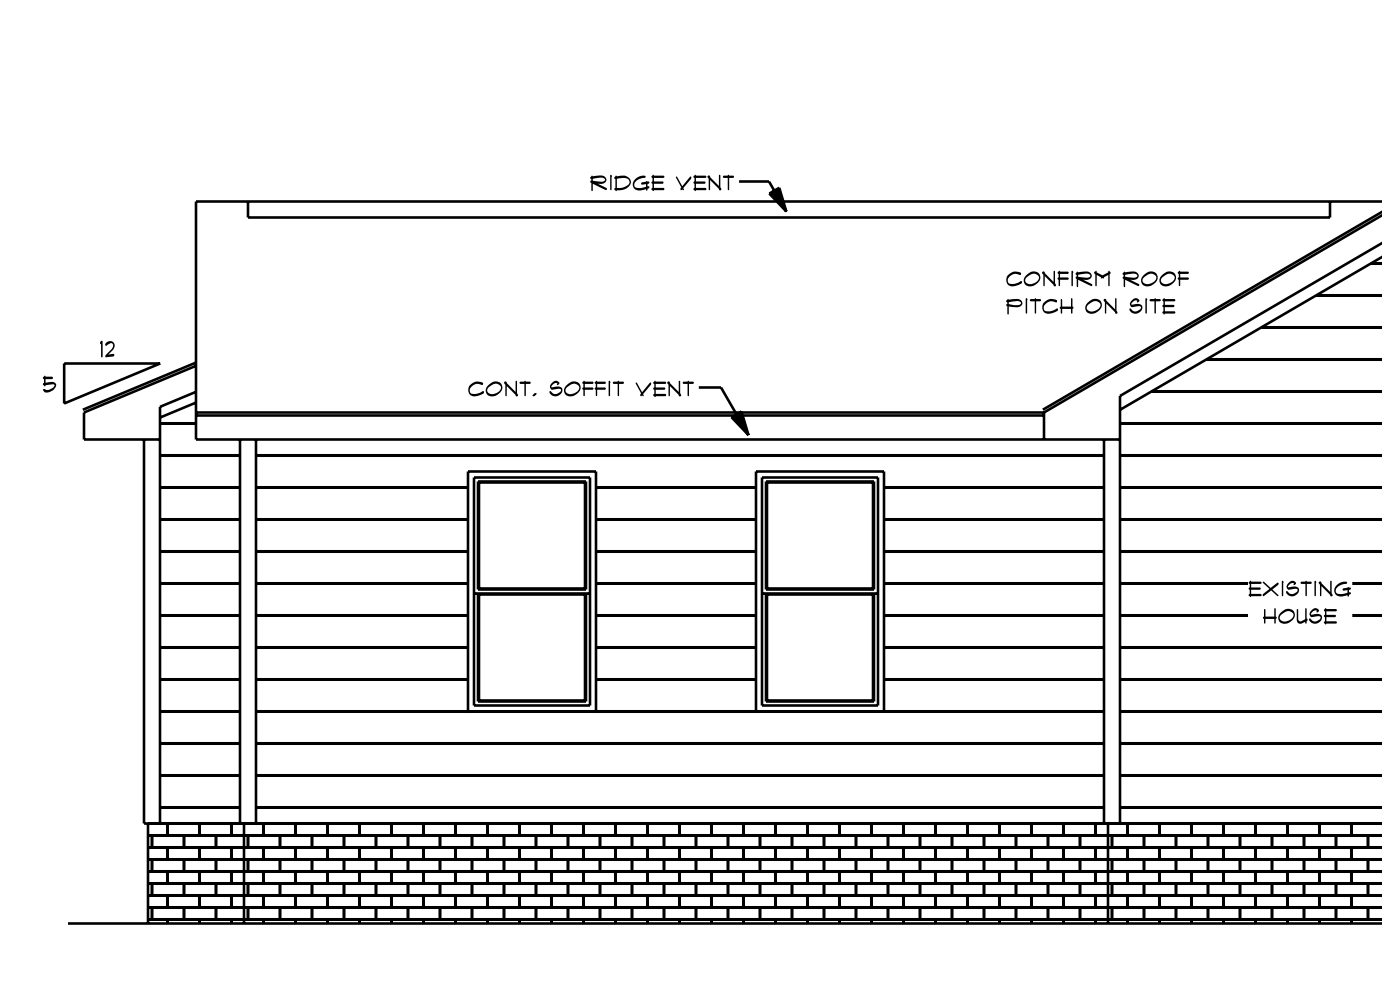 RIDGE VENT
CONFIRM ROOF
PITCH ON SITE
12
5
CONT. SOFFIT VENT
EXISTING
HOUSE